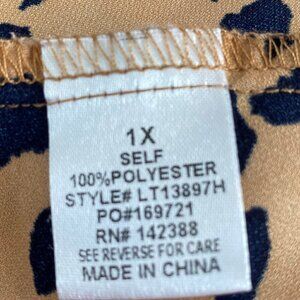 1X
SELF
100%POLYESTER
STYLE# LT13897H
PO#169721
RN# 142388
SEE REVERSE FOR CARE
MADE IN CHINA